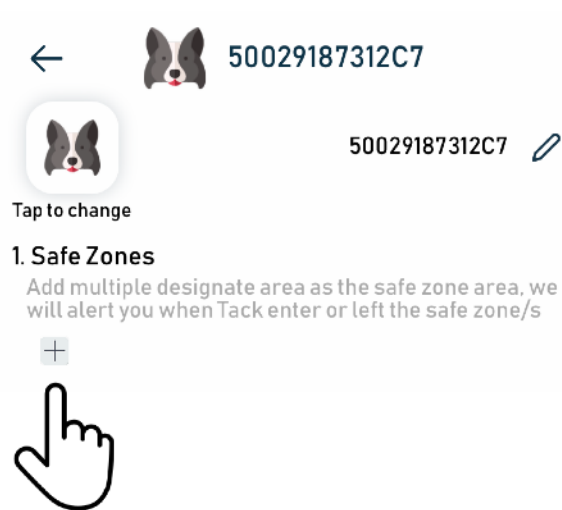 50029187312C7
50029187312C7
Tap to change
1. Safe Zones
Add multiple designate area as the safe zone area, we
will alert you when Tack enter or left the safe zone/s